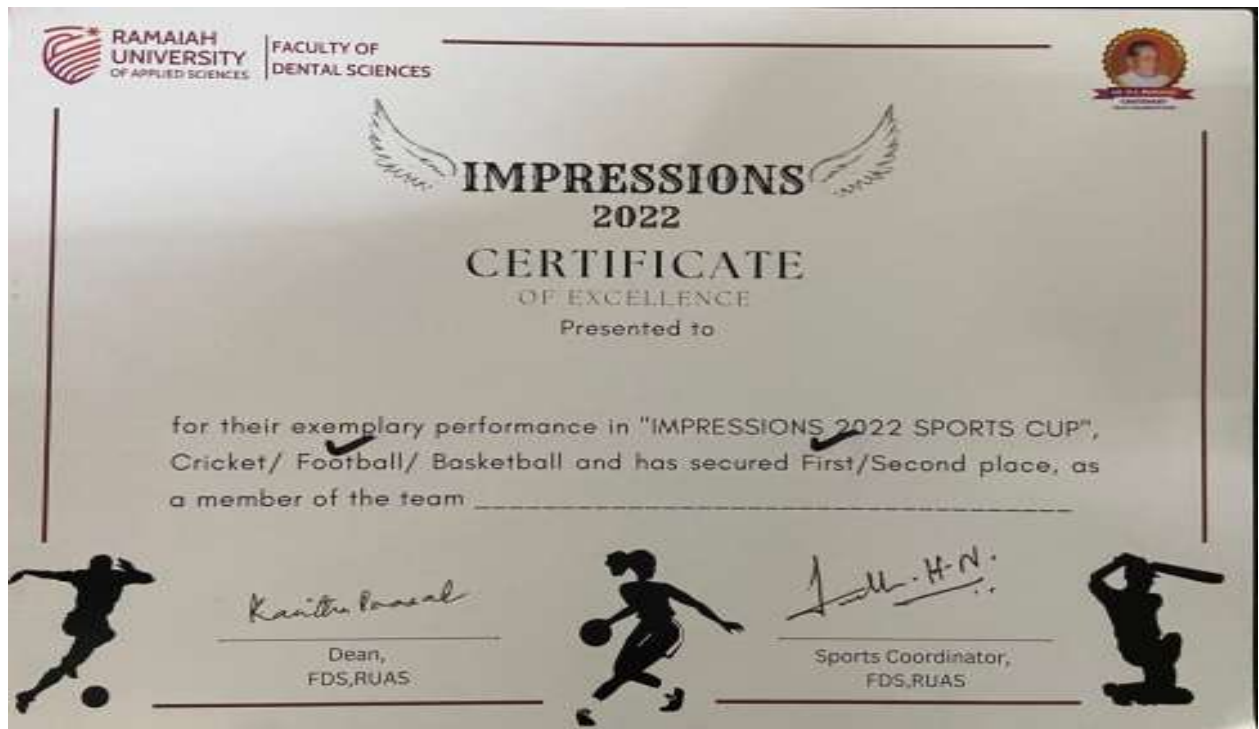 RAMAIAH
UNIVERSITY
OF APPLIED SCIENCES
FACULTY OF
DENTAL SCIENCES
IMPRESSIONS
2022
CERTIFICATE
OF EXCELLENCE
Presented to
for their exemplary performance in "IMPRESSIONS 2022 SPORTS CUP",
Cricket/ Football/ Basketball and has secured First/Second place, as
a member of the team
Dean,
FDS,RUAS
H.N.
Sports Coordinator,
FDS,RUAS